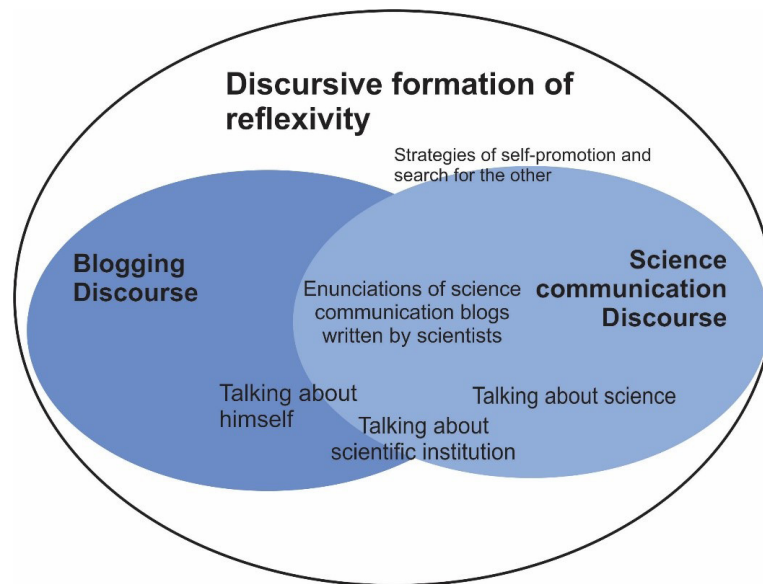 Discursive formation of
reflexivity
Strategies of self-promotion and
search for the other
Blogging
Discourse
Science
communication
Discourse
Enunciations of science
communication blogs
written by scientists
Talking about
himself
Talking about science
Talking about
scientific institution